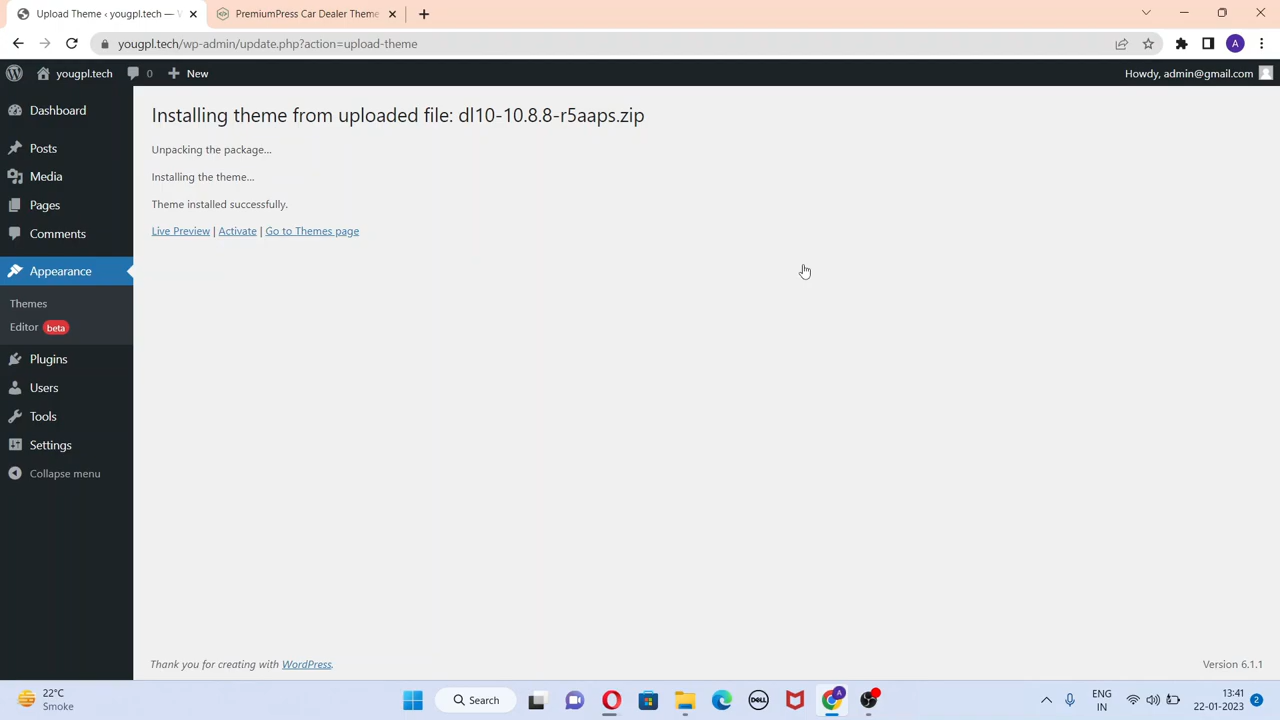 Upload Theme ‹ yougpl.tech —
PremiumPress Car Dealer Theme
yougpl.tech/wp-admin/update.php?action=upload-theme
A
yougpl.tech
0
New
Howdy, admin@gmail.com
Dashboard
Posts
Media
Pages
Comments
Appearance
Themes
Editor beta
Plugins
Users
Tools
Settings
Collapse menu
Installing theme from uploaded file: dl10-10.8.8-r5aaps.zip
Unpacking the package…
Installing the theme…
Theme installed successfully.
Live Preview | Activate | Go to Themes page
Thank you for creating with WordPress.
Version 6.1.1
22°C
Smoke
Search
DELL
A
ENG
IN
13:41
22-01-2023
2